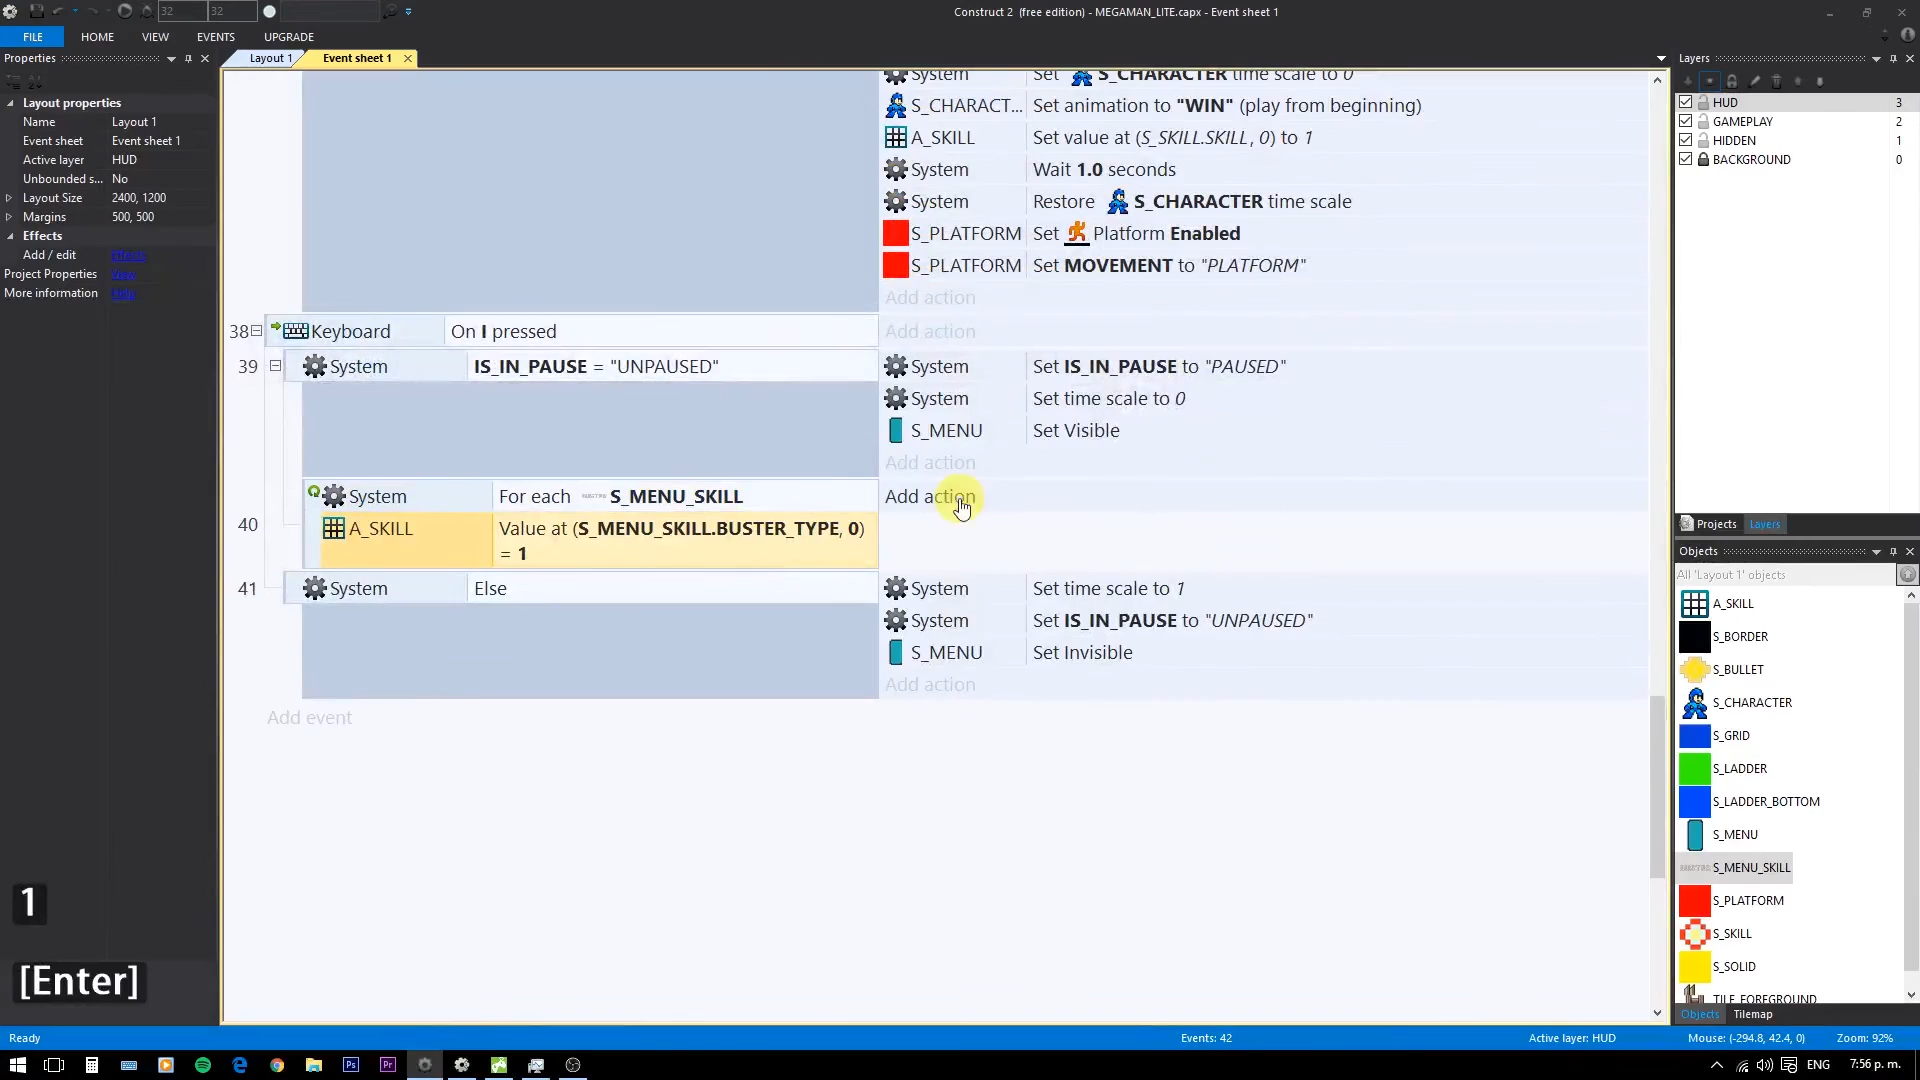 32
32
Construct 2 (free edition) - MEGAMAN_LITE.capx - Event sheet 1
FILE
HOME
VIEW
EVENTS
UPGRADE
Properties
Layout properties
Name Layout 1
Event sheet Event sheet 1
Active layer HUD
Unbounded s... No
Layout Size 2400, 1200
Margins 500, 500
Effects
Add / edit Effects
Project Properties View
More information Help
Layout 1
Event sheet 1
System Set S_CHARACTER time scale to 0
S_CHARACT... Set animation to "WIN" (play from beginning)
A_SKILL Set value at (S_SKILL.SKILL, 0) to 1
System Wait 1.0 seconds
System Restore S_CHARACTER time scale
S_PLATFORM Set Platform Enabled
S_PLATFORM Set MOVEMENT to "PLATFORM"
Add action
38 Keyboard On I pressed Add action
39 System IS_IN_PAUSE = "UNPAUSED" System Set IS_IN_PAUSE to "PAUSED"
System Set time scale to 0
S_MENU Set Visible
Add action
System For each S_MENU_SKILL Add action
40 A_SKILL Value at (S_MENU_SKILL.BUSTER_TYPE, 0)
= 1
41 System Else System Set time scale to 1
System Set IS_IN_PAUSE to "UNPAUSED"
S_MENU Set Invisible
Add action
Add event
1
[Enter]
Layers
HUD 3
GAMEPLAY 2
HIDDEN 1
BACKGROUND 0
Projects
Layers
Objects
All 'Layout 1' objects
A_SKILL
S_BORDER
S_BULLET
S_CHARACTER
S_GRID
S_LADDER
S_LADDER_BOTTOM
S_MENU
S_MENU_SKILL
S_PLATFORM
S_SKILL
S_SOLID
TILE_FOREGROUND
Objects
Tilemap
Ready
Events: 42
Active layer: HUD
Mouse: (-294.8, 42.4, 0)
Zoom: 92%
Ps
Pr
ENG
7:56 p. m.